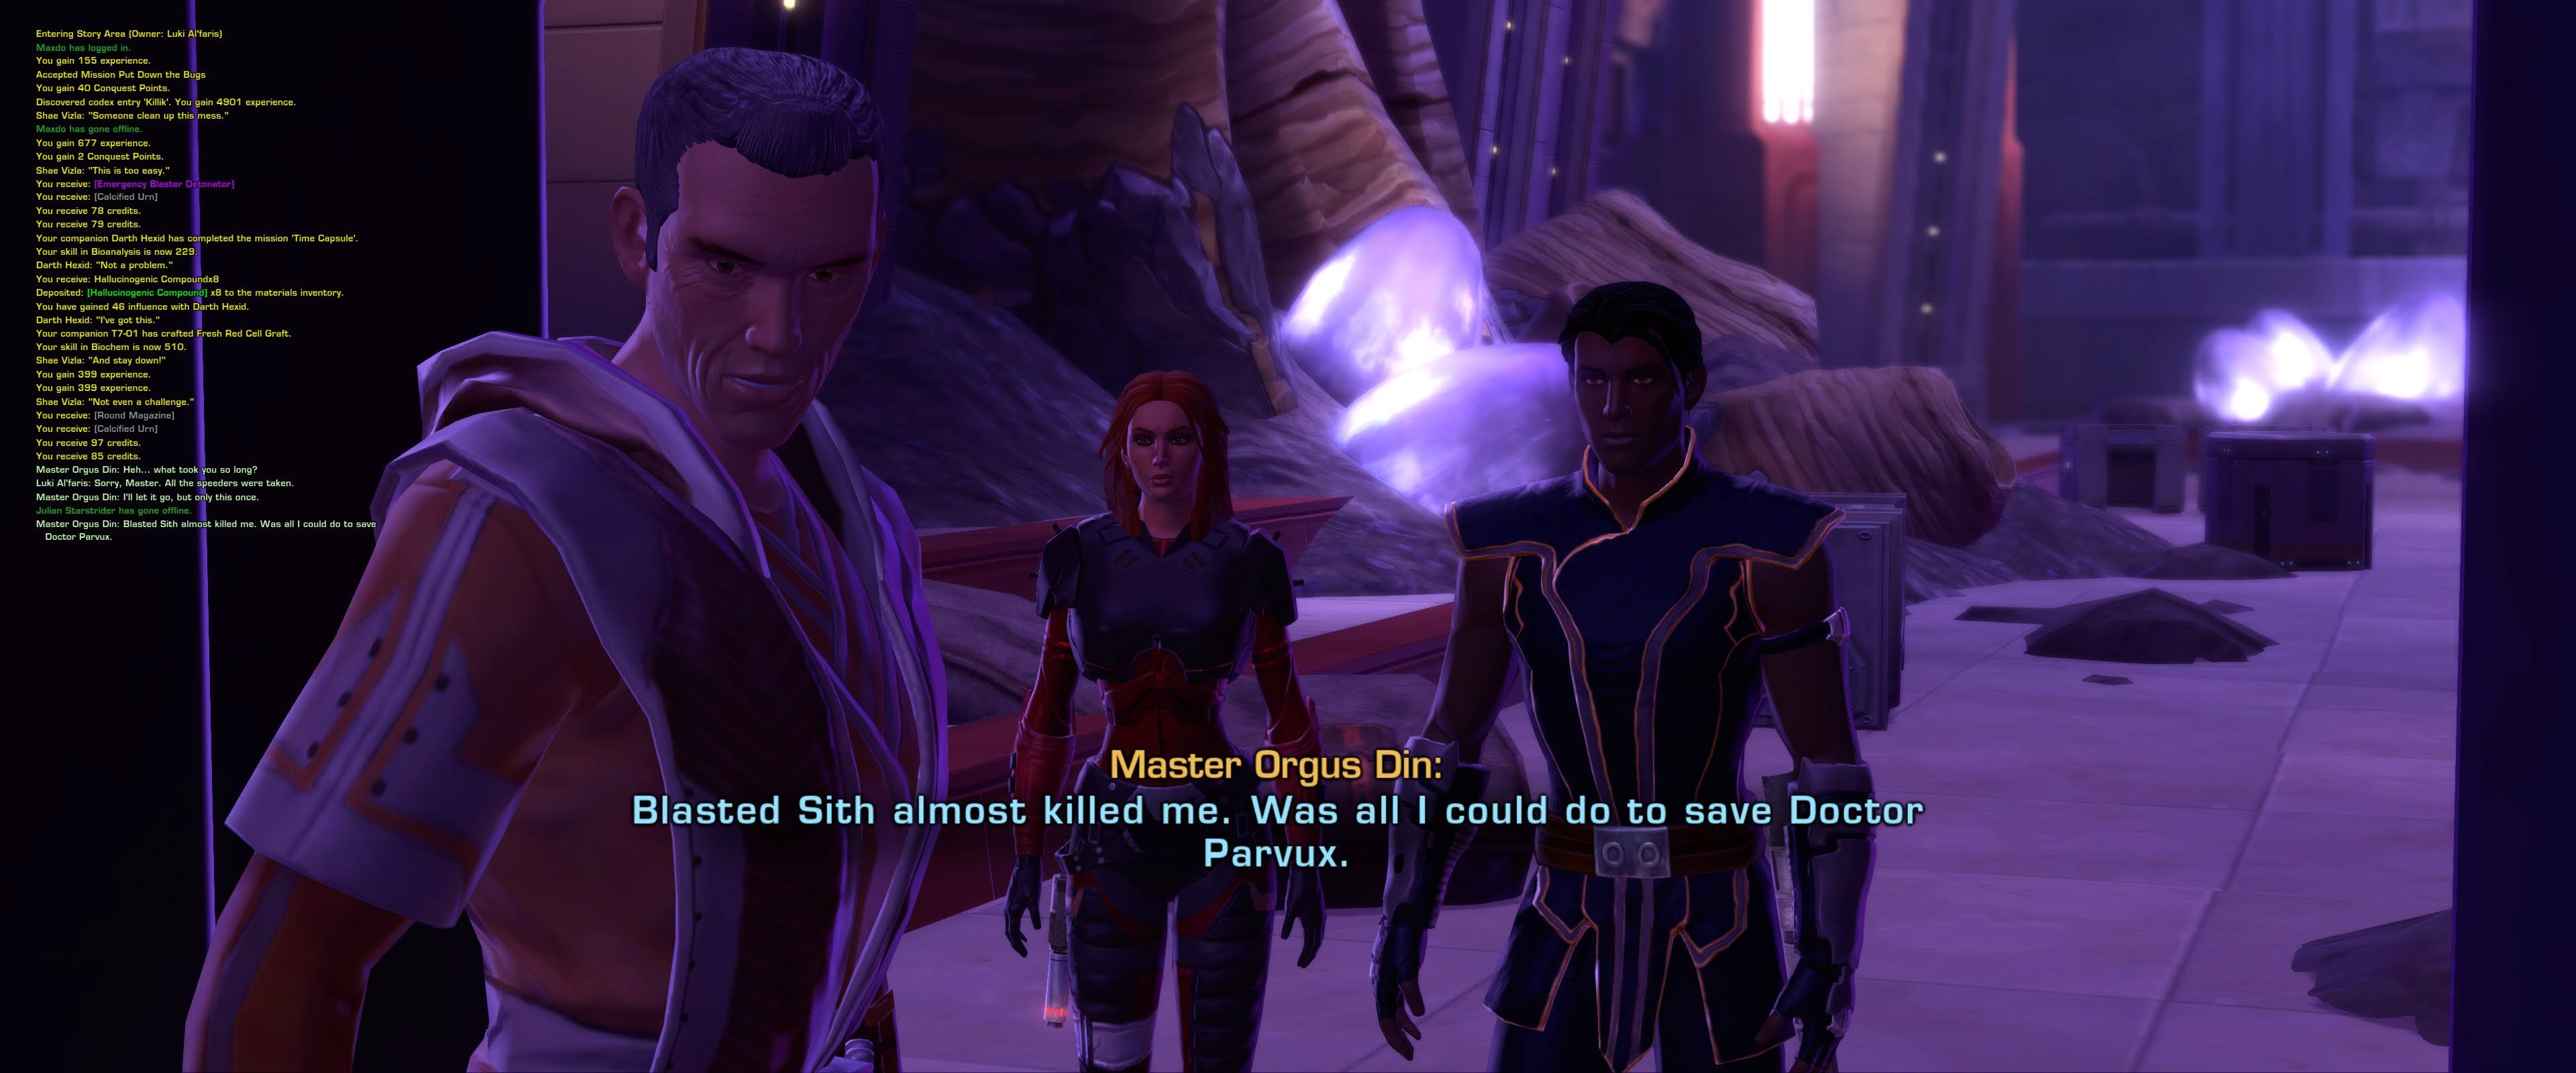 Entering Story Area (Owner: Luki Al'faris)
Maxdo has logged in.
You gain 155 experience.
Accepted Mission Put Down the Bugs
You gain 40 Conquest Points.
Discovered codex entry 'Killik'. You gain 4901 experience.
Shae Vizla: "Someone clean up this mess."
Maxdo has gone offline.
You gain 677 experience.
You gain 2 Conquest Points.
Shae Vizla: "This is too easy."
You receive: [Emergency Blaster Detonator]
You receive: [Calcified Urn]
You receive 78 credits.
You receive 79 credits.
Your companion Darth Hexid has completed the mission 'Time Capsule'.
Your skill in Bioanalysis is now 229.
Darth Hexid: "Not a problem."
You receive: Hallucinogenic Compoundx8
Deposited: [Hallucinogenic Compound] x8 to the materials inventory.
You have gained 46 influence with Darth Hexid.
Darth Hexid: "I've got this."
Your companion T7-01 has crafted Fresh Red Cell Graft.
Your skill in Biochem is now 510.
Shae Vizla: "And stay down!"
You gain 399 experience.
You gain 399 experience.
Shae Vizla: "Not even a challenge."
You receive: [Round Magazine]
You receive: [Calcified Urn]
You receive 97 credits.
You receive 85 credits.
Master Orgus Din: Heh... what took you so long?
Luki Al'faris: Sorry, Master. All the speeders were taken.
Master Orgus Din: I'll let it go, but only this once.
Julian Starstrider has gone offline.
Master Orgus Din: Blasted Sith almost killed me. Was all I could do to save
Doctor Parvux.
Master Orgus Din:
Blasted Sith almost killed me. Was all I could do to save Doctor
Parvux.